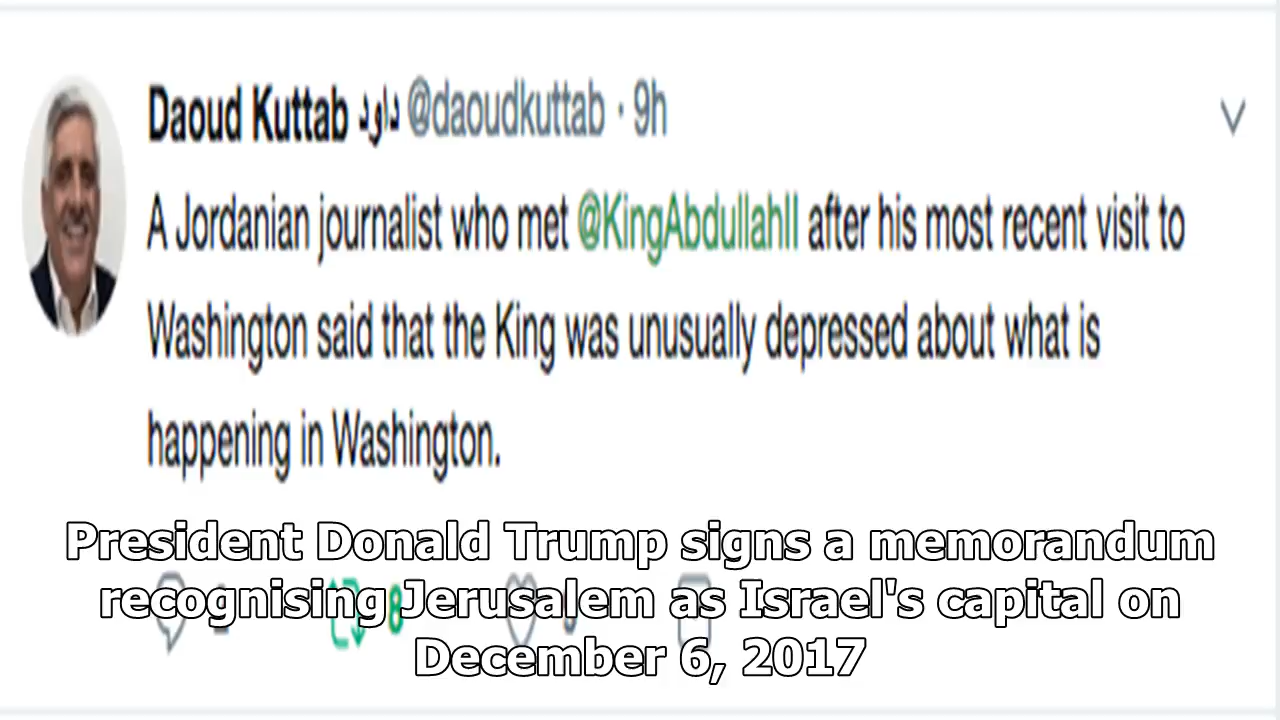 Daoud Kuttab داود @daoudkuttab · 9h
A Jordanian journalist who met @KingAbdullahII after his most recent visit to
Washington said that the King was unusually depressed about what is
happening in Washington.
President Donald Trump signs a memorandum
recognising Jerusalem as Israel's capital on
8
December 6, 2017